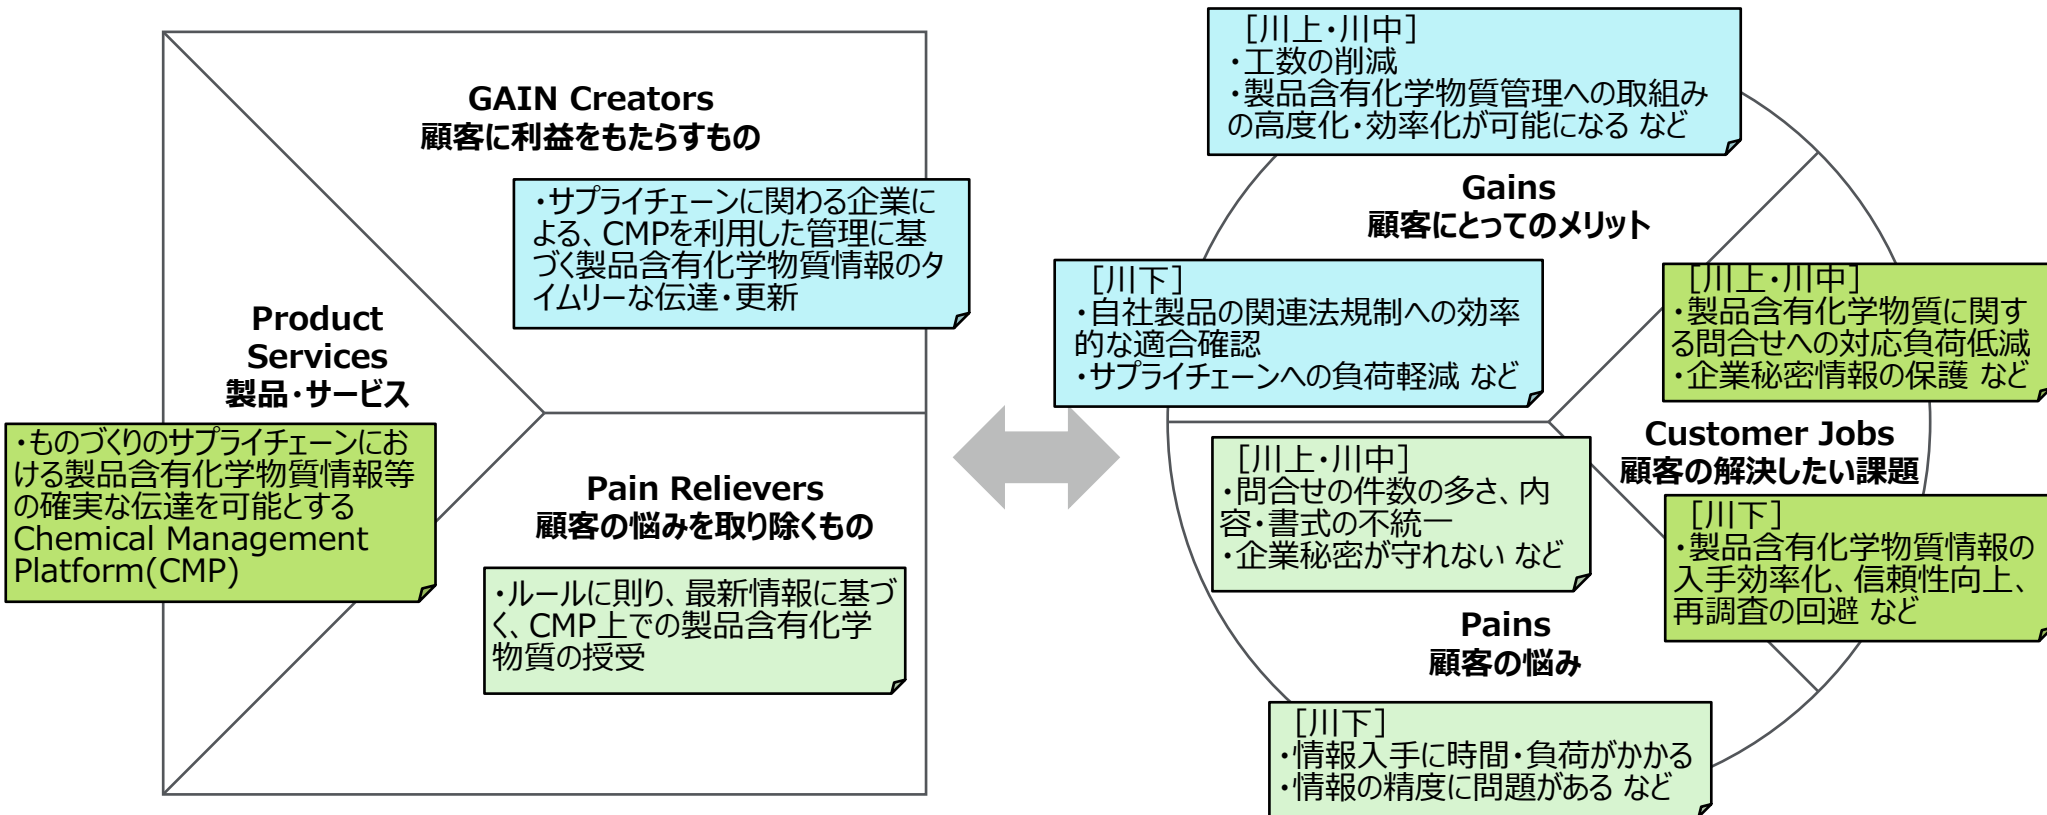 GAIN Creators
顧客に利益をもたらすもの
・サプライチェーンに関わる企業に
よる、CMPを利用した管理に基
づく製品含有化学物質情報のタ
イムリーな伝達・更新
Product
Services
製品・サービス
・ものづくりのサプライチェーンにお
ける製品含有化学物質情報等
の確実な伝達を可能とする
Chemical Management
Platform(CMP)
Pain Relievers
顧客の悩みを取り除くもの
・ルールに則り、最新情報に基づ
く、CMP上での製品含有化学
物質の授受
［川上・川中］
・工数の削減
・製品含有化学物質管理への取組み
の高度化・効率化が可能になる など
Gains
顧客にとってのメリット
［川下］
・自社製品の関連法規制への効率
的な適合確認
・サプライチェーンへの負荷軽減 など
［川上・川中］
・製品含有化学物質に関す
る問合せへの対応負荷低減
・企業秘密情報の保護 など
Customer Jobs
顧客の解決したい課題
［川下］
・製品含有化学物質情報の
入手効率化、信頼性向上、
再調査の回避 など
［川上・川中］
・問合せの件数の多さ、内
容・書式の不統一
・企業秘密が守れない など
Pains
顧客の悩み
［川下］
・情報入手に時間・負荷がかかる
・情報の精度に問題がある など